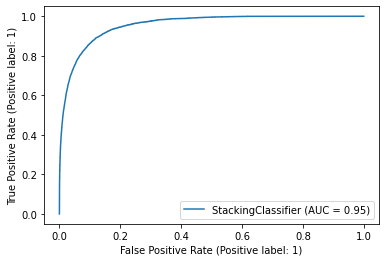 1.0
0.8
0.6
0.4
0.2
0.0
True Positive Rate (Positive label: 1)
StackingClassifier (AUC = 0.95)
0.0 0.2 0.4 0.6 0.8 1.0
False Positive Rate (Positive label: 1)